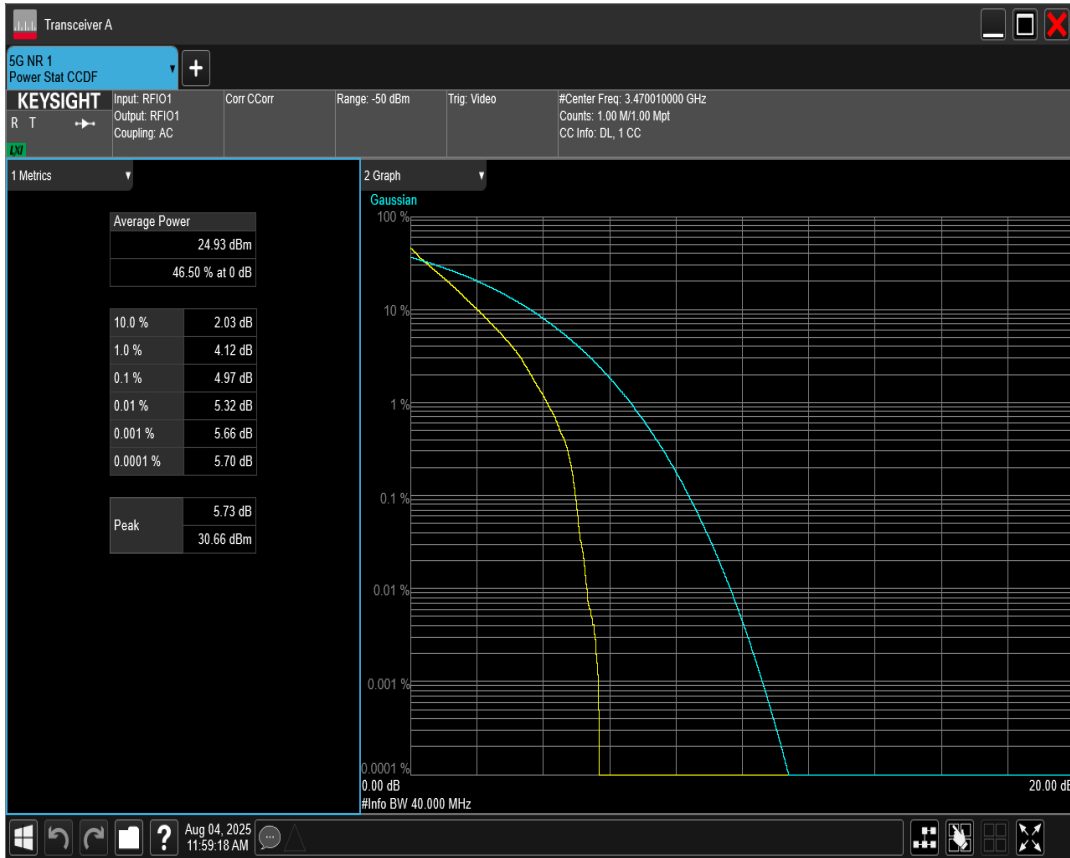 Transceiver A
5G NR 1
Power Stat CCDF
KEYSIGHT
R T
LXI
Input: RFIO1
Output: RFIO1
Coupling: AC
Corr CCorr
Range: -50 dBm
Trig: Video
#Center Freq: 3.470010000 GHz
Counts: 1.00 M/1.00 Mpt
CC Info: DL, 1 CC
1 Metrics
Average Power
24.93 dBm
46.50 % at 0 dB
10.0 % 2.03 dB
1.0 % 4.12 dB
0.1 % 4.97 dB
0.01 % 5.32 dB
0.001 % 5.66 dB
0.0001 % 5.70 dB
Peak
5.73 dB
30.66 dBm
2 Graph
Gaussian
100 %
10 %
1 %
0.1 %
0.01 %
0.001 %
0.0001 %
0.00 dB
20.00 dB
#Info BW 40.000 MHz
?
Aug 04, 2025
11:59:18 AM